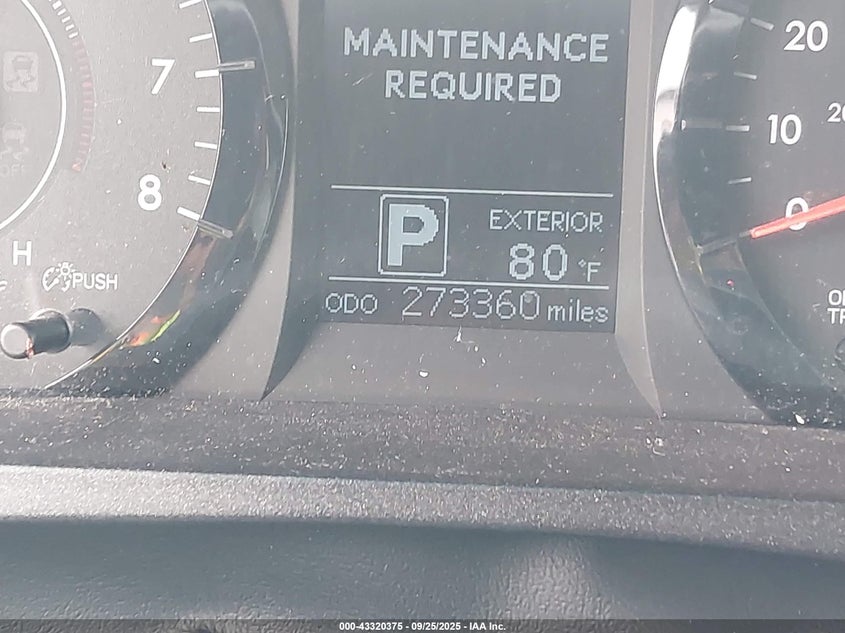 MAINTENANCE
REQUIRED
20
7
10
8
0
P
EXTERIOR
80 °F
H
PUSH
ODO 273360 miles
OFF
000-43320375 - 09/25/2025 - IAA Inc.